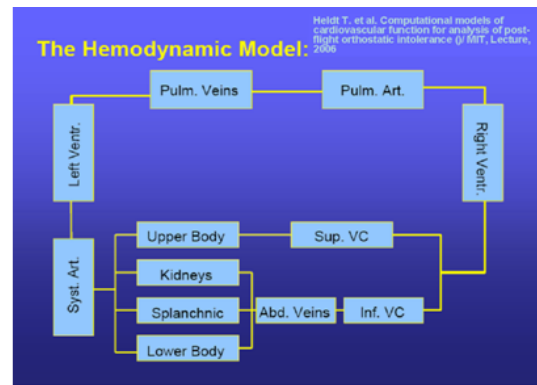 Heldt T. et al. Computational models of
cardiovascular function for analysis of post-
flight orthostatic intolerance ()/ MIT, Lecture,
2006
The Hemodynamic Model:
Pulm. Veins
Pulm. Art.
Left Ventr.
Right Ventr.
Syst. Art.
Upper Body
Sup. VC
Kidneys
Splanchnic
Abd. Veins
Inf. VC
Lower Body